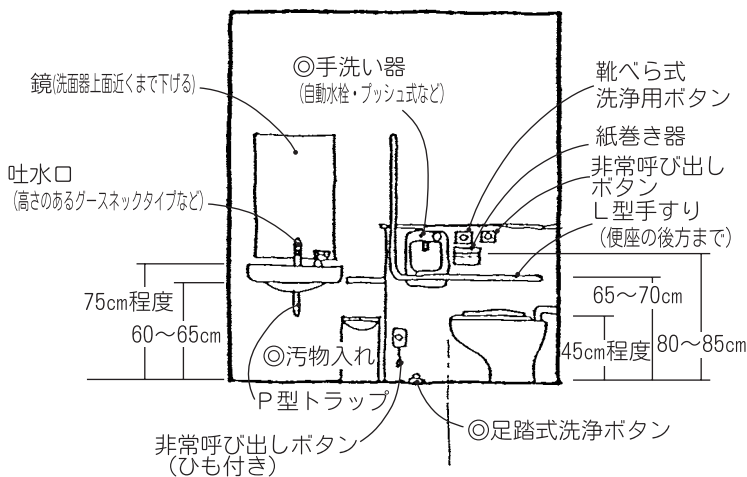 鏡(洗面器上面近くまで下げる)
◎手洗い器
(自動水栓・プッシュ式など)
靴べら式
洗浄用ボタン
紙巻き器
非常呼び出し
ボタン
L型手すり
(便座の後方まで)
吐水口
(高さのあるグースネックタイプなど)
75cm程度
60〜65cm
65〜70cm
80〜85cm
45cm程度
◎汚物入れ
P型トラップ
非常呼び出しボタン
(ひも付き)
◎足踏式洗浄ボタン